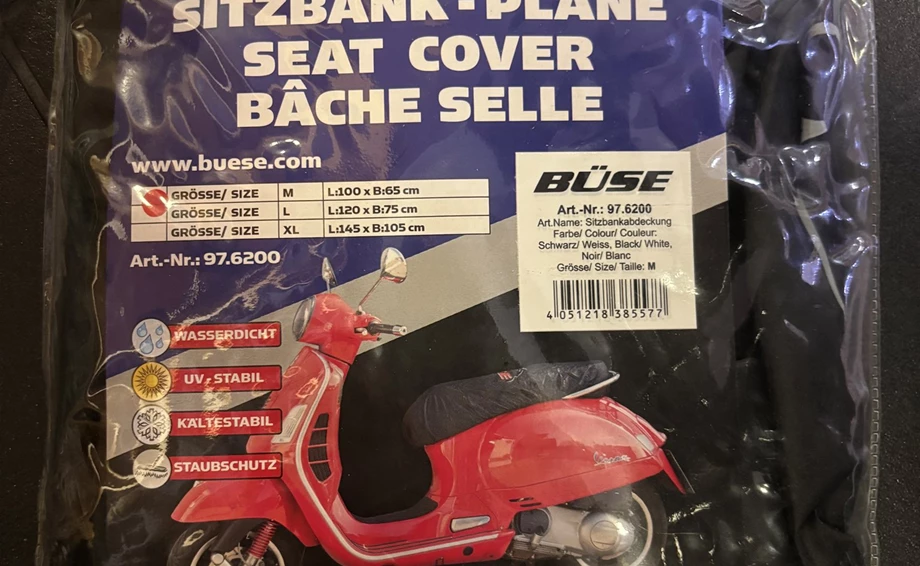 SITZBANK-PLANE
SEAT COVER
BÂCHE SELLE
www.buese.com
GRÖSSE/ SIZE M L:100 x B:65 cm
GRÖSSE/ SIZE L L:120 x B:75 cm
GRÖSSE/ SIZE XL L:145 x B:105 cm
Art.-Nr.: 97.6200
BÜSE
Art.-Nr.: 97.6200
Art.Name: Sitzbankabdeckung
Farbe/ Colour/ Couleur:
Schwarz/ Weiss, Black/ White,
Noir/ Blanc
Grösse/ Size/ Taille: M
4 051218 385577
WASSERDICHT
UV-STABIL
KÄLTESTABIL
STAUBSCHUTZ
Vespa